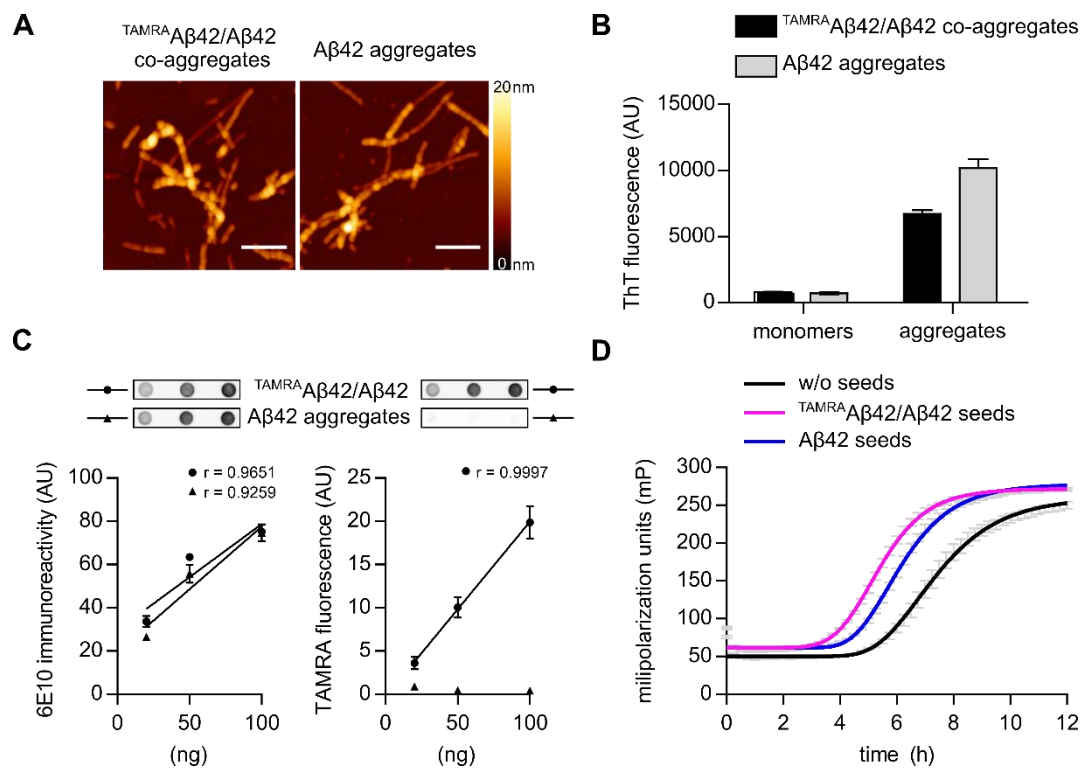 A
TAMRAAβ42/Aβ42
co-aggregates
Aβ42 aggregates
20 nm
0 nm
B
TAMRAAβ42/Aβ42 co-aggregates
Aβ42 aggregates
ThT fluorescence (AU)
15000
10000
5000
0
monomers
aggregates
C
TAMRAAβ42/Aβ42
Aβ42 aggregates
r = 0.9651
r = 0.9259
6E10 immunoreactivity (AU)
80
60
40
20
0
0 50 100
(ng)
r = 0.9997
TAMRA fluorescence (AU)
25
20
15
10
5
0
0 50 100
(ng)
D
w/o seeds
TAMRAAβ42/Aβ42 seeds
Aβ42 seeds
milipolarization units (mP)
300
250
200
150
100
50
0
0 2 4 6 8 10 12
time (h)